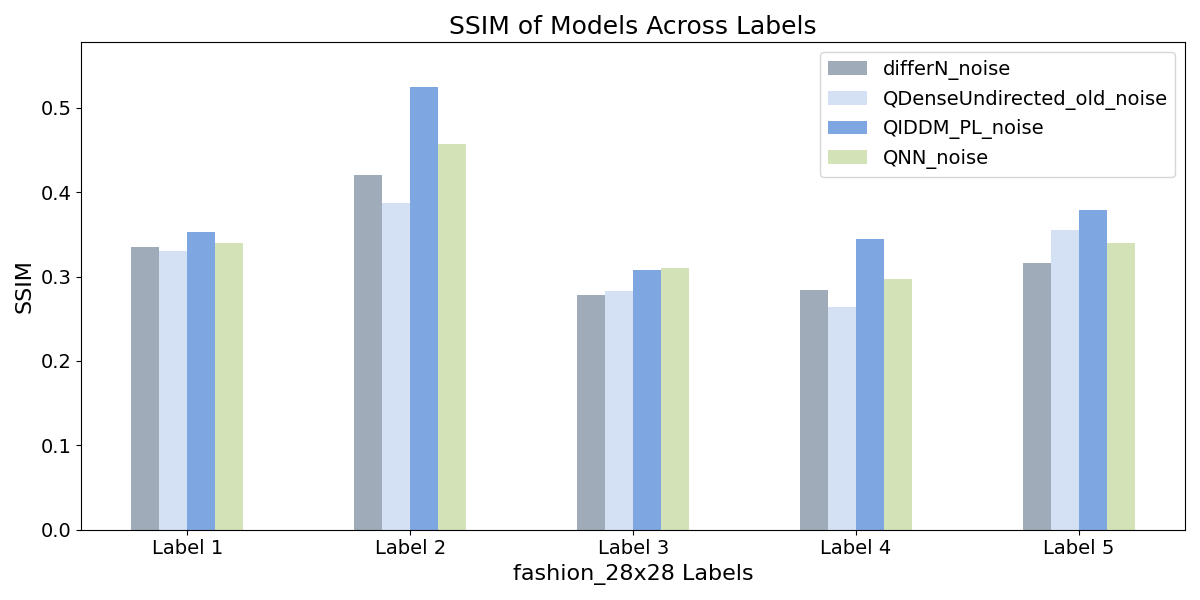 SSIM of Models Across Labels
differN_noise
QDenseUndirected_old_noise
QIDDM_PL_noise
QNN_noise
SSIM
0.5
0.4
0.3
0.2
0.1
0.0
Label 1
Label 2
Label 3
Label 4
Label 5
fashion_28x28 Labels